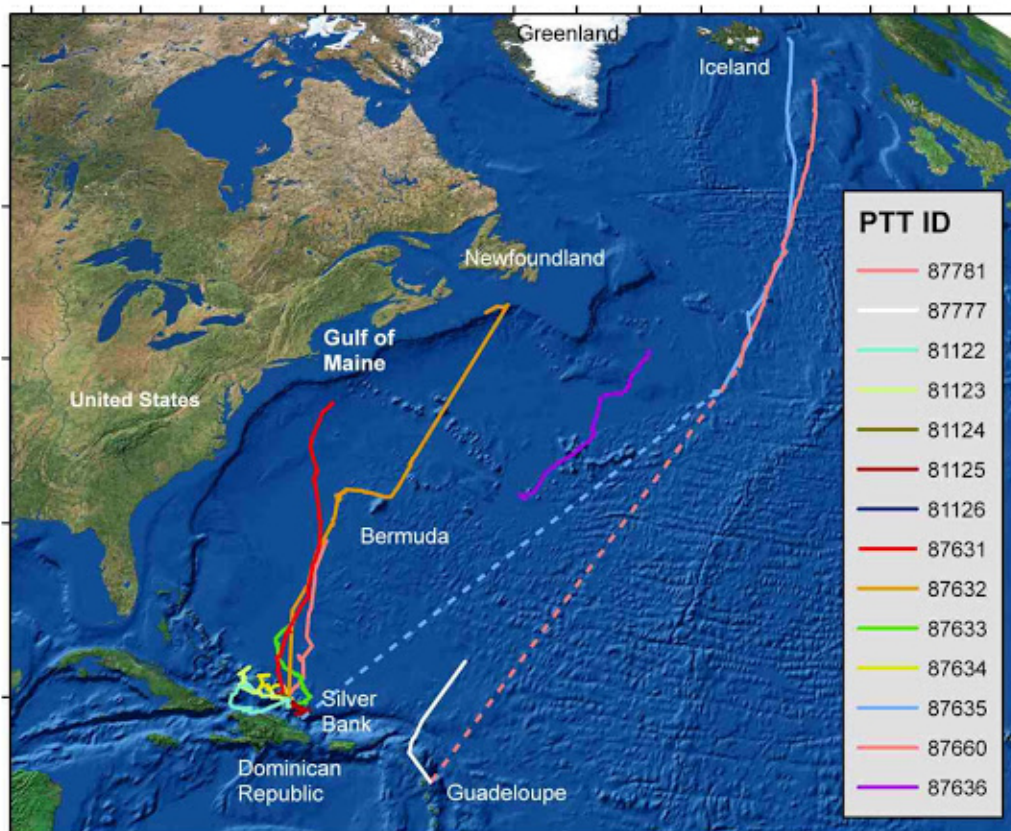 Greenland
Iceland
Newfoundland
Gulf of
Maine
United States
Bermuda
Silver
Bank
Dominican
Republic
Guadeloupe
PTT ID
87781
87777
81122
81123
81124
81125
81126
87631
87632
87633
87634
87635
87660
87636